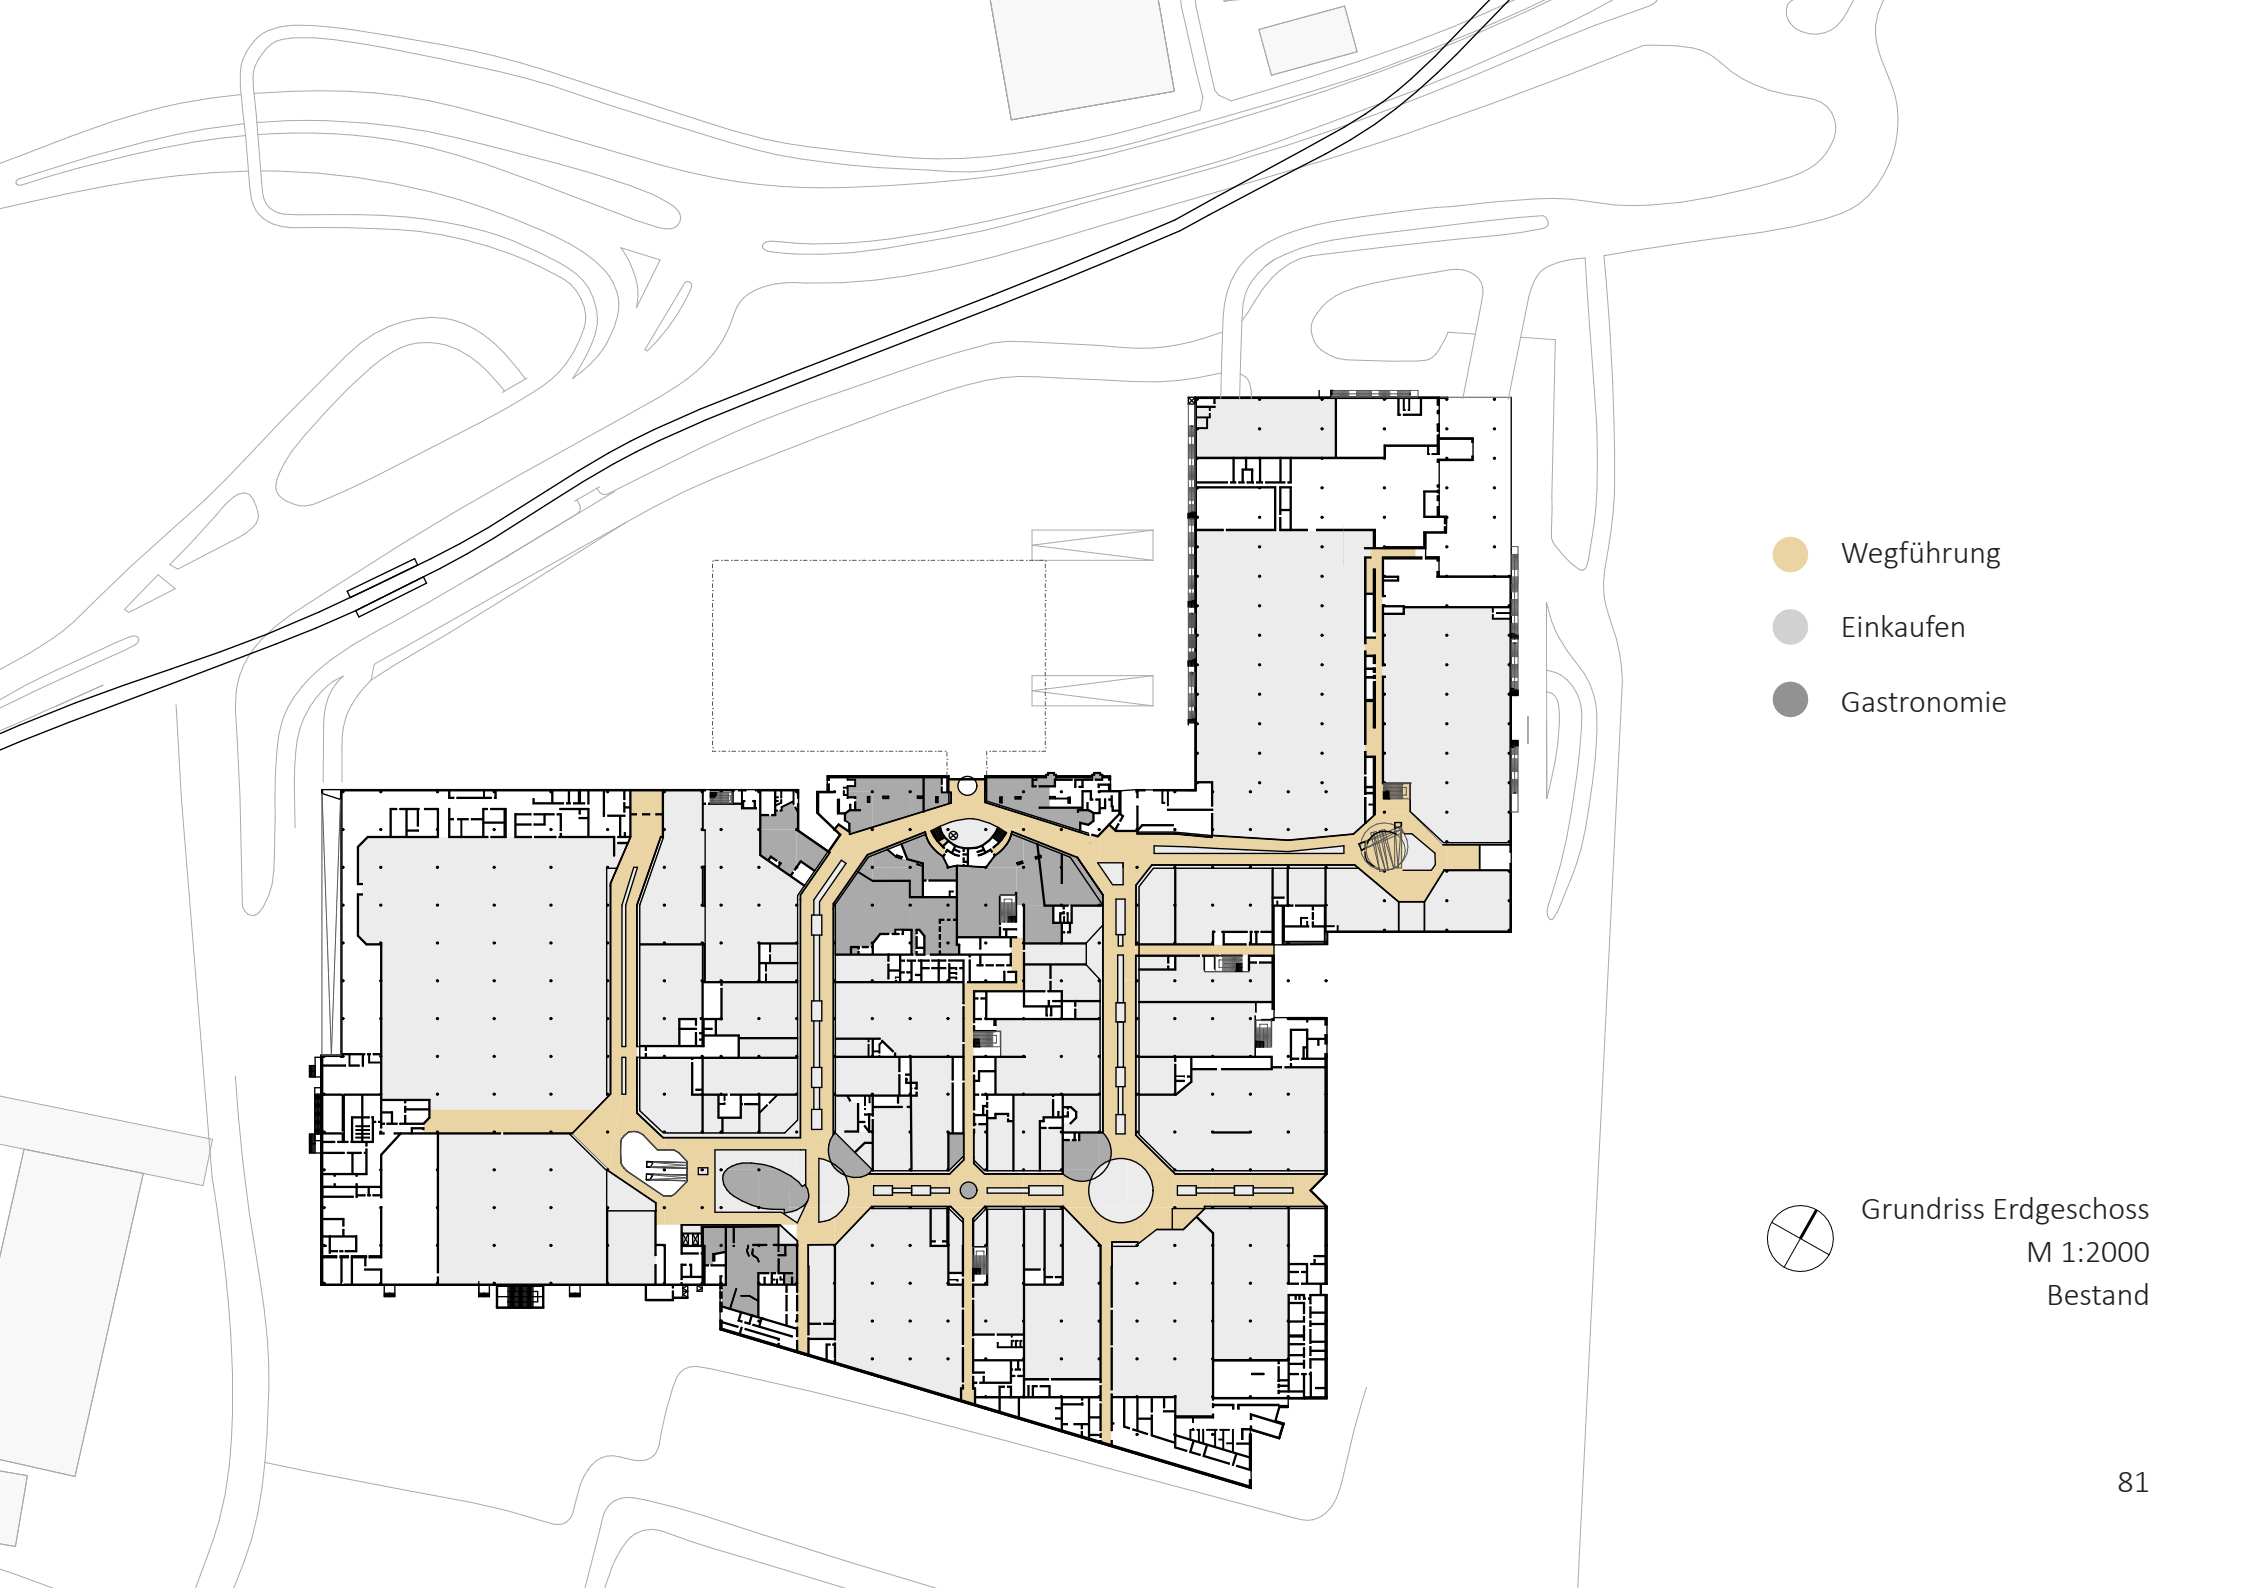 Wegführung
Einkaufen
Gastronomie
Grundriss Erdgeschoss
M 1:2000
Bestand
81